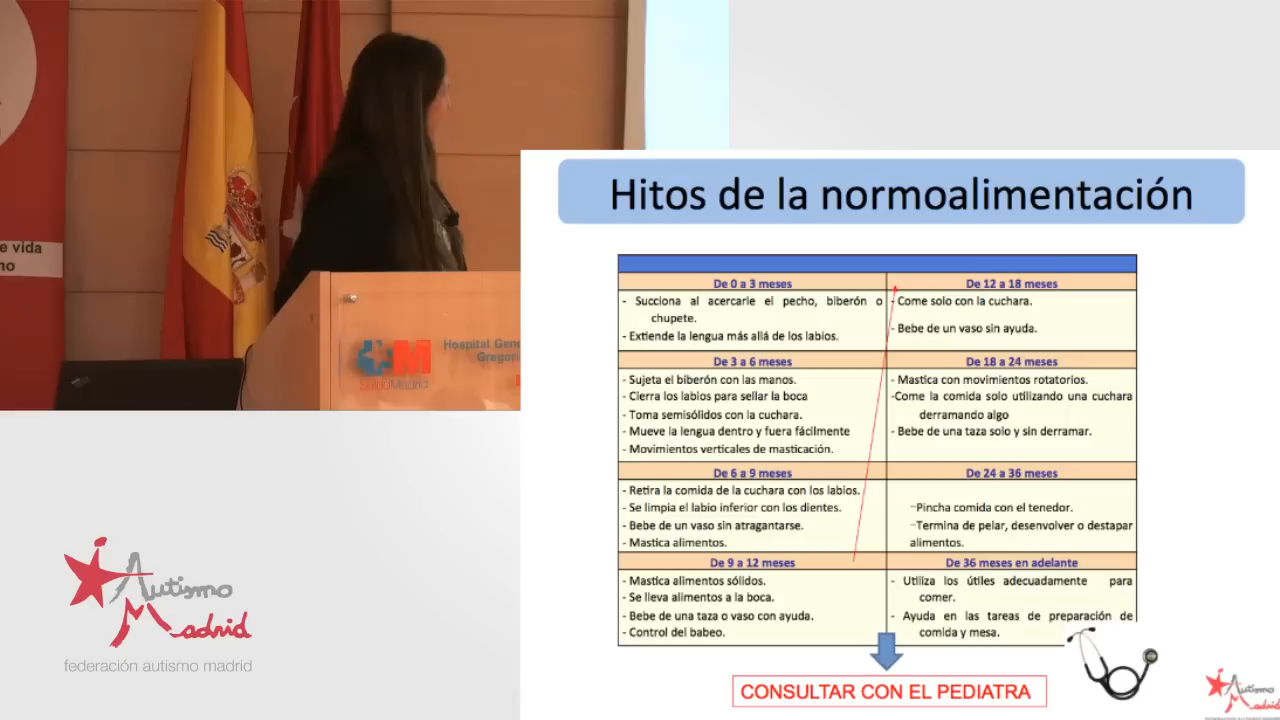 e vida
no
Hospital Gene
Gregori
SaludMadrid
Autismo
Madrid
federación autismo madrid
Hitos de la normoalimentación
De 0 a 3 meses
- Succiona al acercarle el pecho, biberón o
chupete.
- Extiende la lengua más allá de los labios.
De 3 a 6 meses
- Sujeta el biberón con las manos.
- Cierra los labios para sellar la boca
- Toma semisólidos con la cuchara.
- Mueve la lengua dentro y fuera fácilmente
- Movimientos verticales de masticación.
De 6 a 9 meses
- Retira la comida de la cuchara con los labios.
- Se limpia el labio inferior con los dientes.
- Bebe de un vaso sin atragantarse.
- Mastica alimentos.
De 9 a 12 meses
- Mastica alimentos sólidos.
- Se lleva alimentos a la boca.
- Bebe de una taza o vaso con ayuda.
- Control del babeo.
De 12 a 18 meses
- Come solo con la cuchara.
- Bebe de un vaso sin ayuda.
De 18 a 24 meses
- Mastica con movimientos rotatorios.
-Come la comida solo utilizando una cuchara
derramando algo
- Bebe de una taza solo y sin derramar.
De 24 a 36 meses
-Pincha comida con el tenedor.
-Termina de pelar, desenvolver o destapar
alimentos.
De 36 meses en adelante
- Utiliza los útiles adecuadamente para
comer.
- Ayuda en las tareas de preparación de
comida y mesa.
CONSULTAR CON EL PEDIATRA
Autismo
Madrid